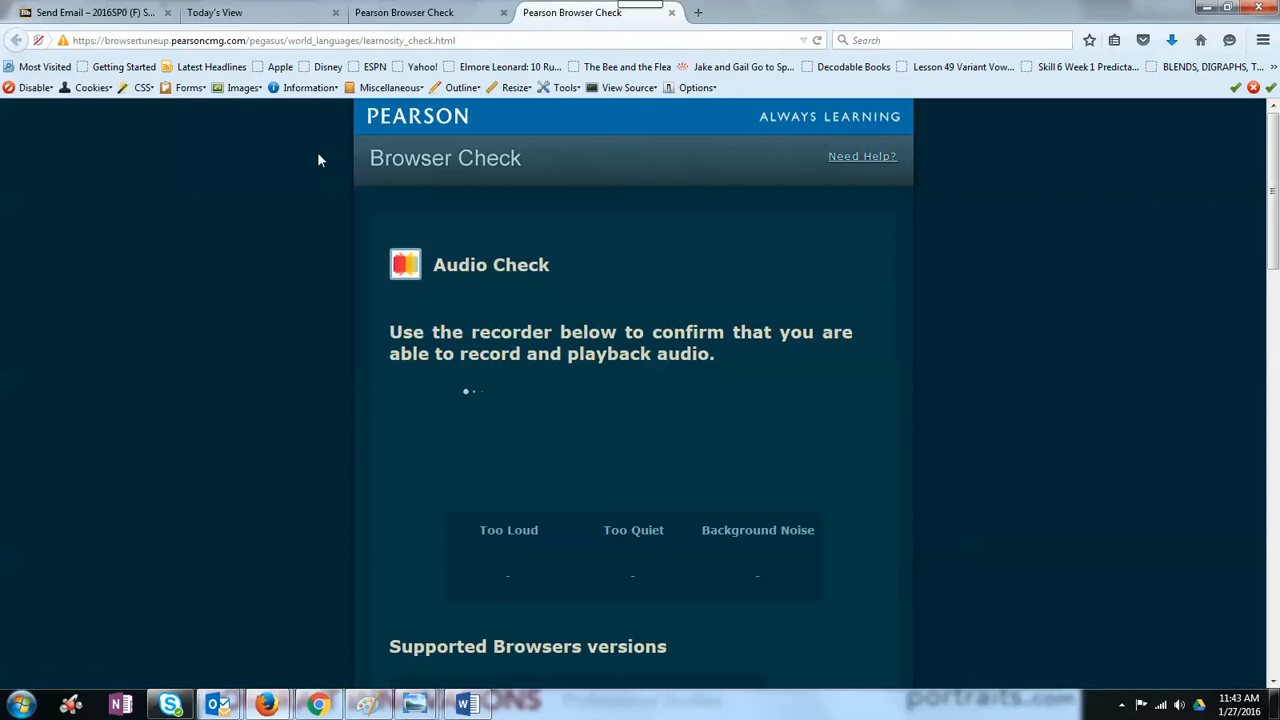 Send Email – 2016SP0 (F) S...
Today's View
Pearson Browser Check
Pearson Browser Check
https://browsertuneup.pearsoncmg.com/pegasus/world_languages/learnosity_check.html
Search
Most Visited Getting Started Latest Headlines Apple Disney ESPN Yahoo! Elmore Leonard: 10 Ru... The Bee and the Flea Jake and Gail Go to Sp... Decodable Books Lesson 49 Variant Vow... Skill 6 Week 1 Predicta... BLENDS, DIGRAPHS, T...
Disable Cookies CSS Forms Images Information Miscellaneous Outline Resize Tools View Source Options
PEARSON ALWAYS LEARNING
Browser Check Need Help?
Audio Check
Use the recorder below to confirm that you are
able to record and playback audio.
Too Loud Too Quiet Background Noise
- - -
Supported Browsers versions
portraits.com
11:43 AM
1/27/2016